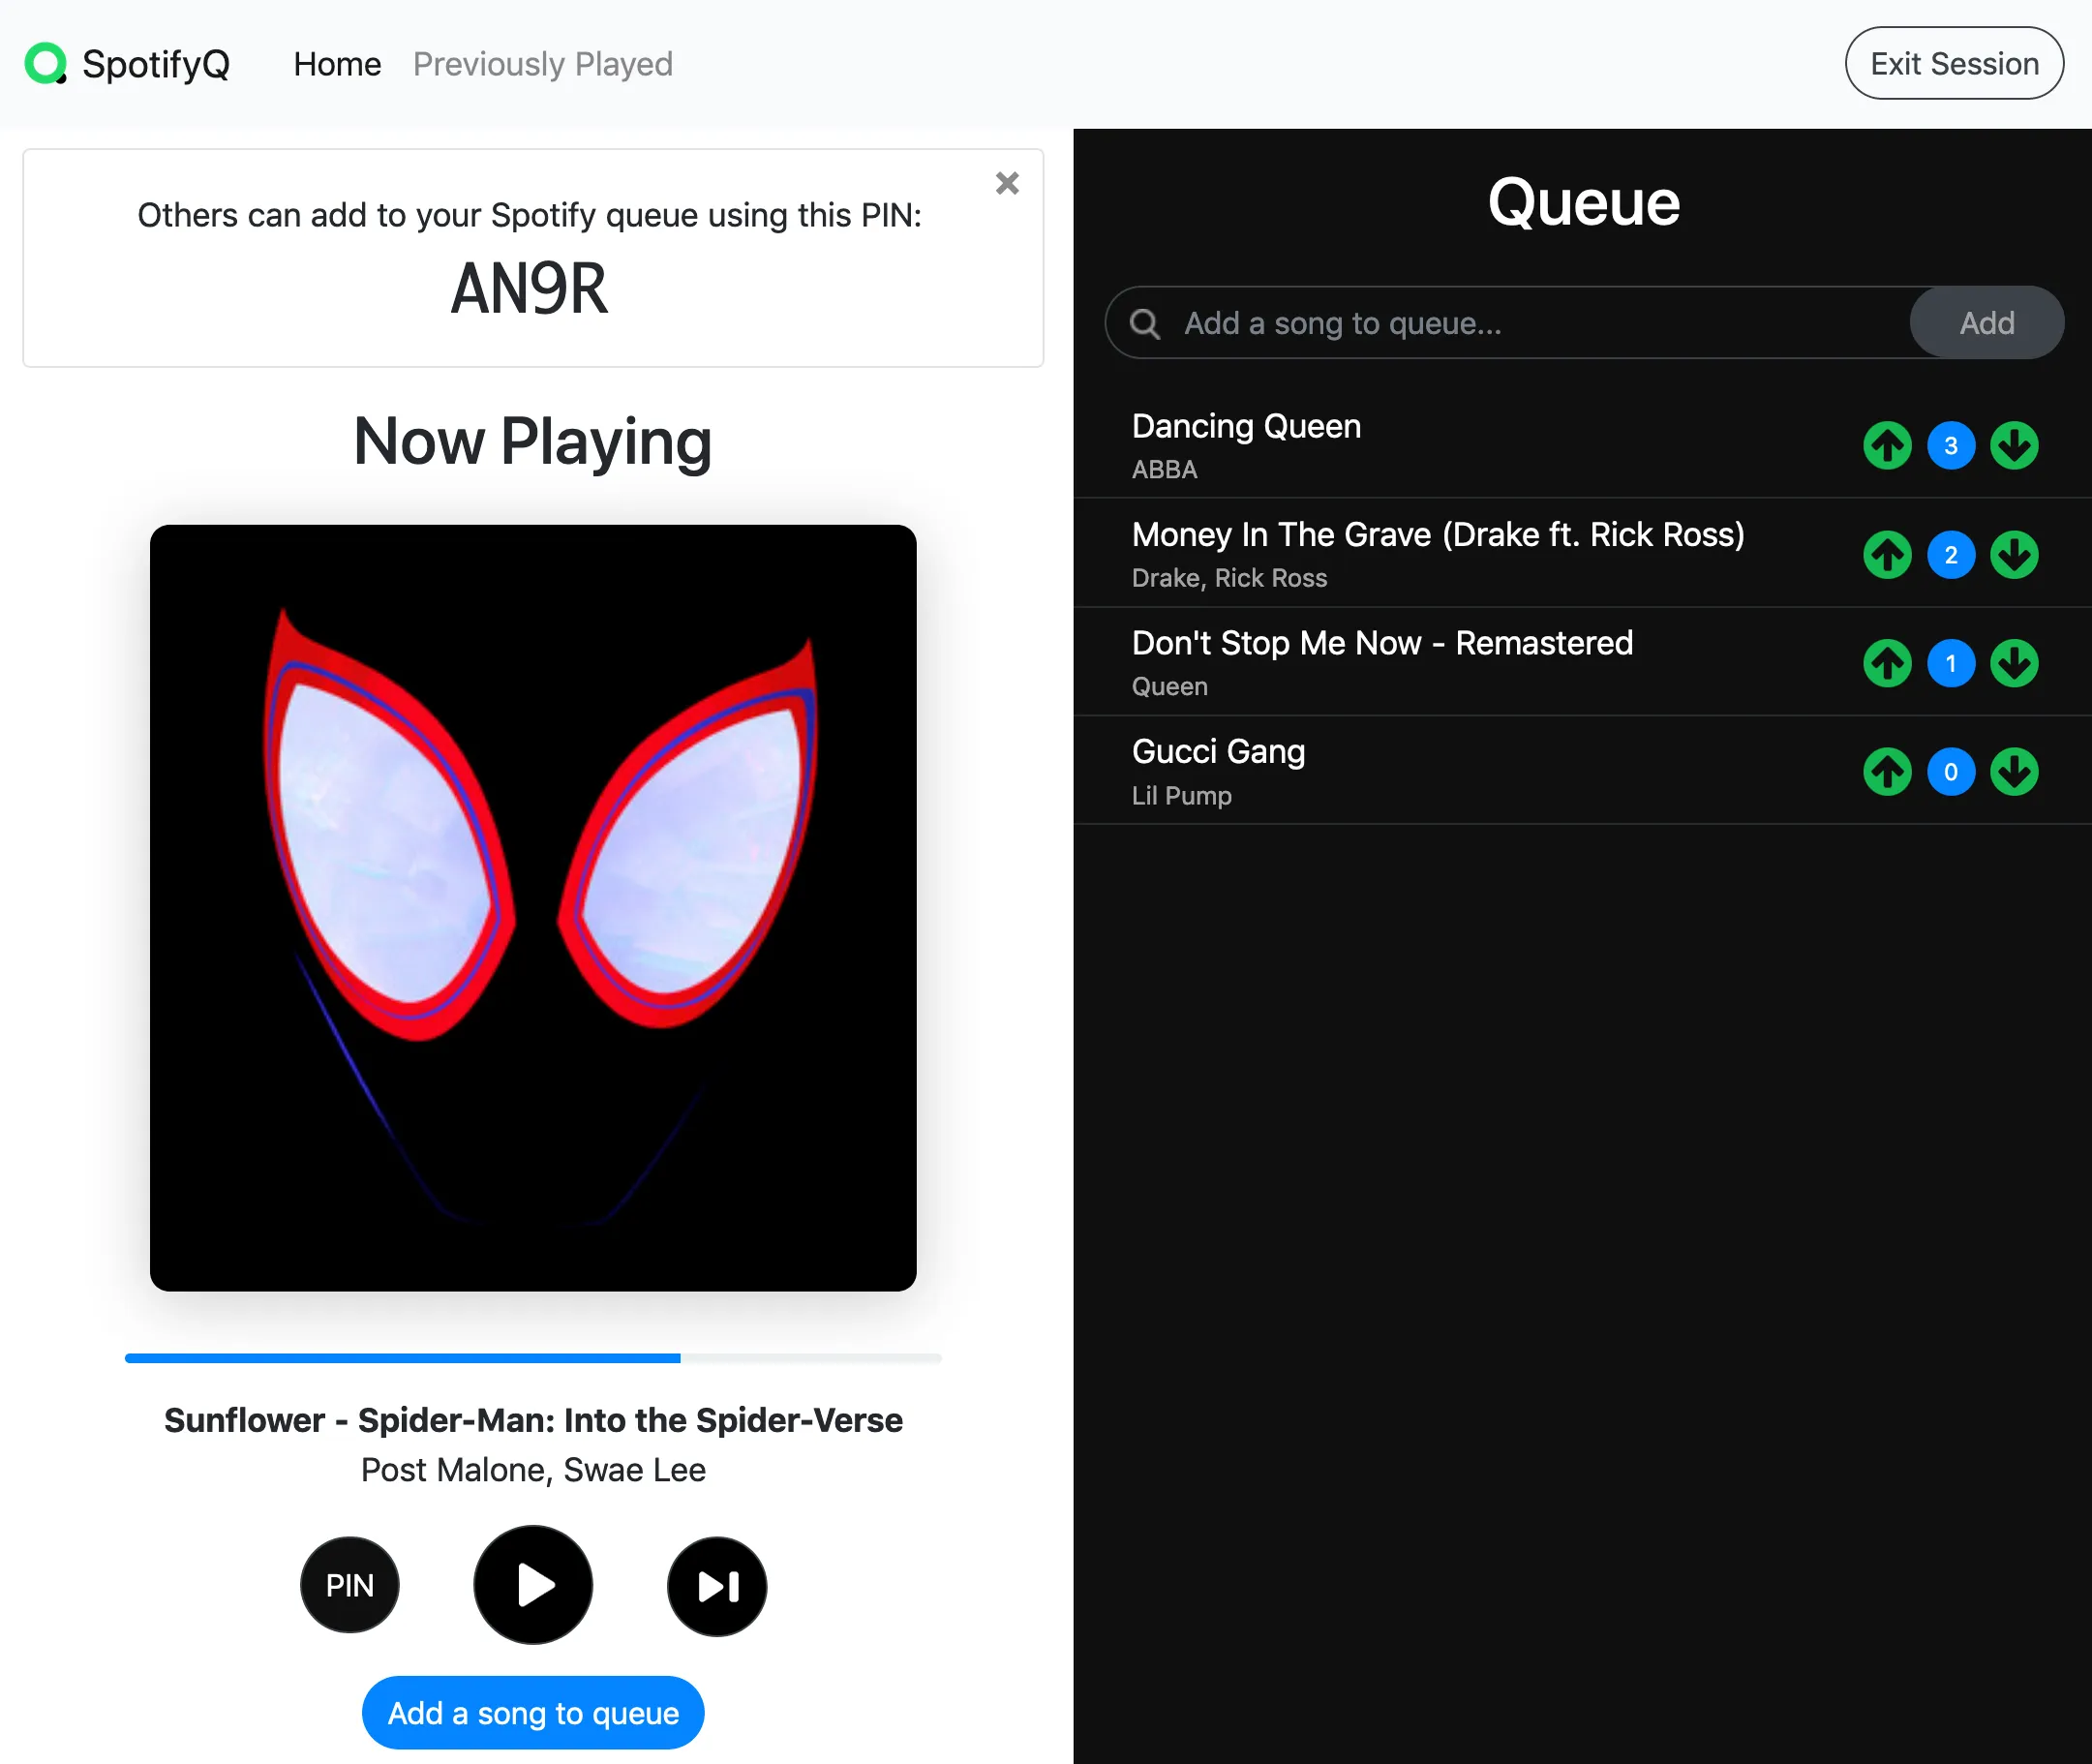 SpotifyQ
Home
Previously Played
Exit Session
Others can add to your Spotify queue using this PIN:
AN9R
Now Playing
Sunflower - Spider-Man: Into the Spider-Verse
Post Malone, Swae Lee
PIN
Add a song to queue
Queue
Add a song to queue...
Add
Dancing Queen
ABBA
3
Money In The Grave (Drake ft. Rick Ross)
Drake, Rick Ross
2
Don't Stop Me Now - Remastered
Queen
1
Gucci Gang
Lil Pump
0